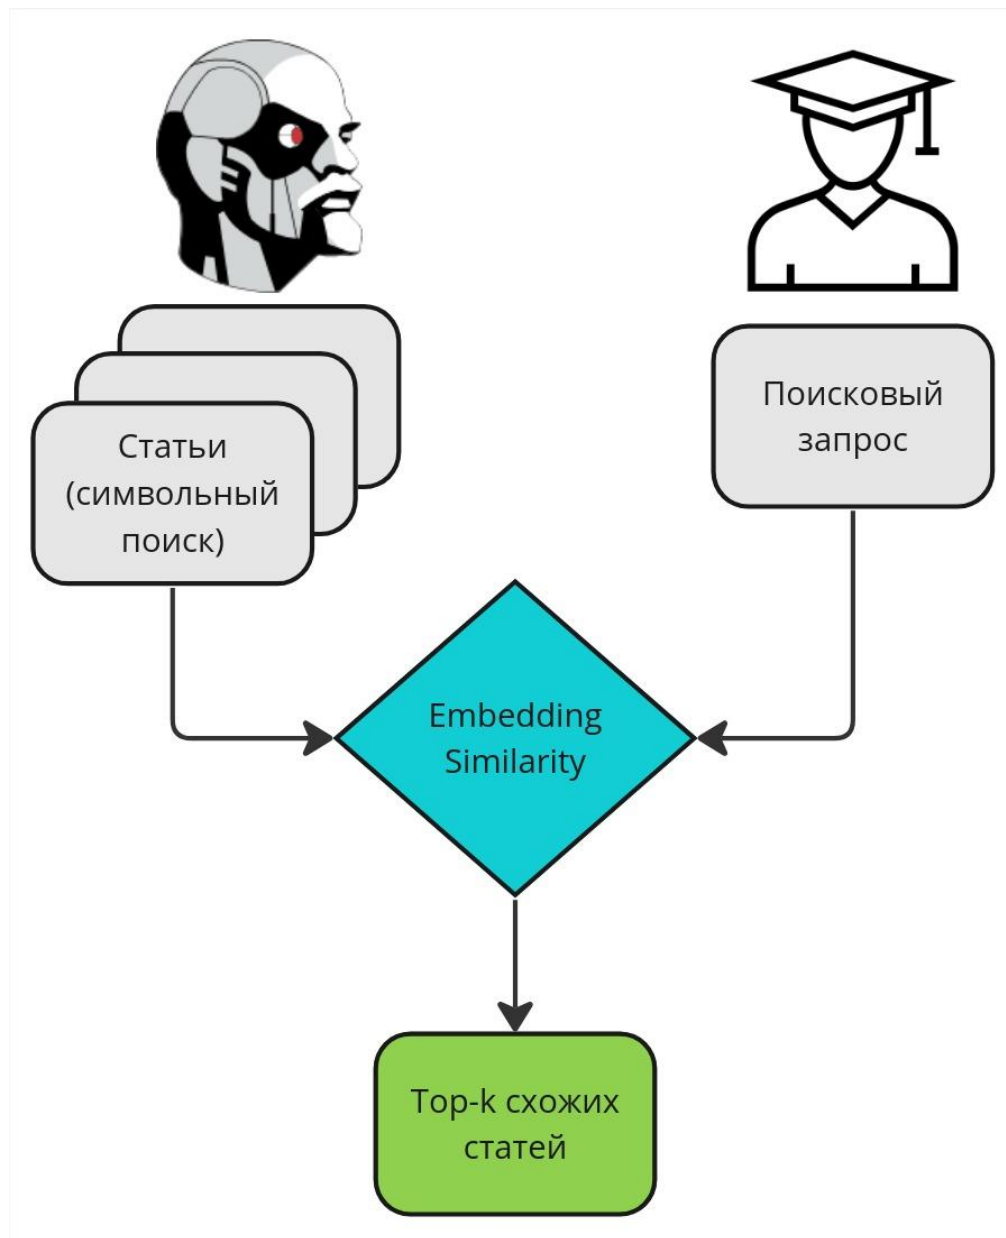 Статьи
(символьный
поиск)
Поисковый
запрос
Embedding
Similarity
Top-k схожих
статей